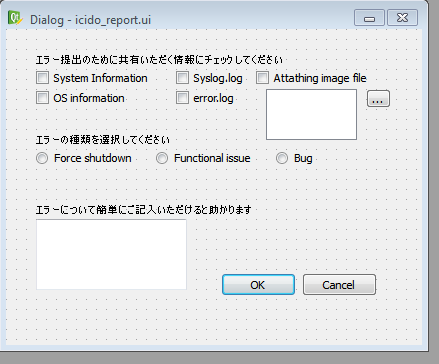 Dialog - icido_report.ui
エラー提出のために共有いただく情報にチェックしてください
System Information
Syslog.log
Attathing image file
OS information
error.log
...
エラーの種類を選択してください
Force shutdown
Functional issue
Bug
エラーについて簡単にご記入いただけると助かります
OK
Cancel